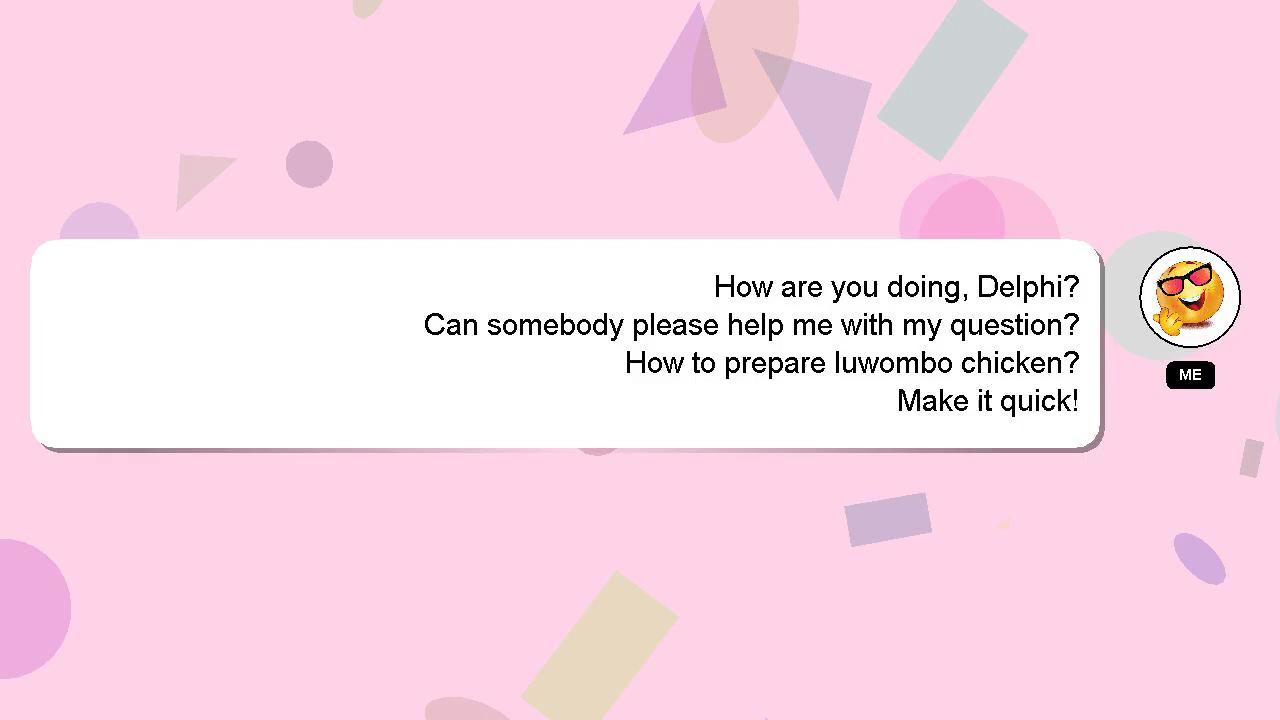 How are you doing, Delphi?
Can somebody please help me with my question?
How to prepare luwombo chicken?
Make it quick!
ME